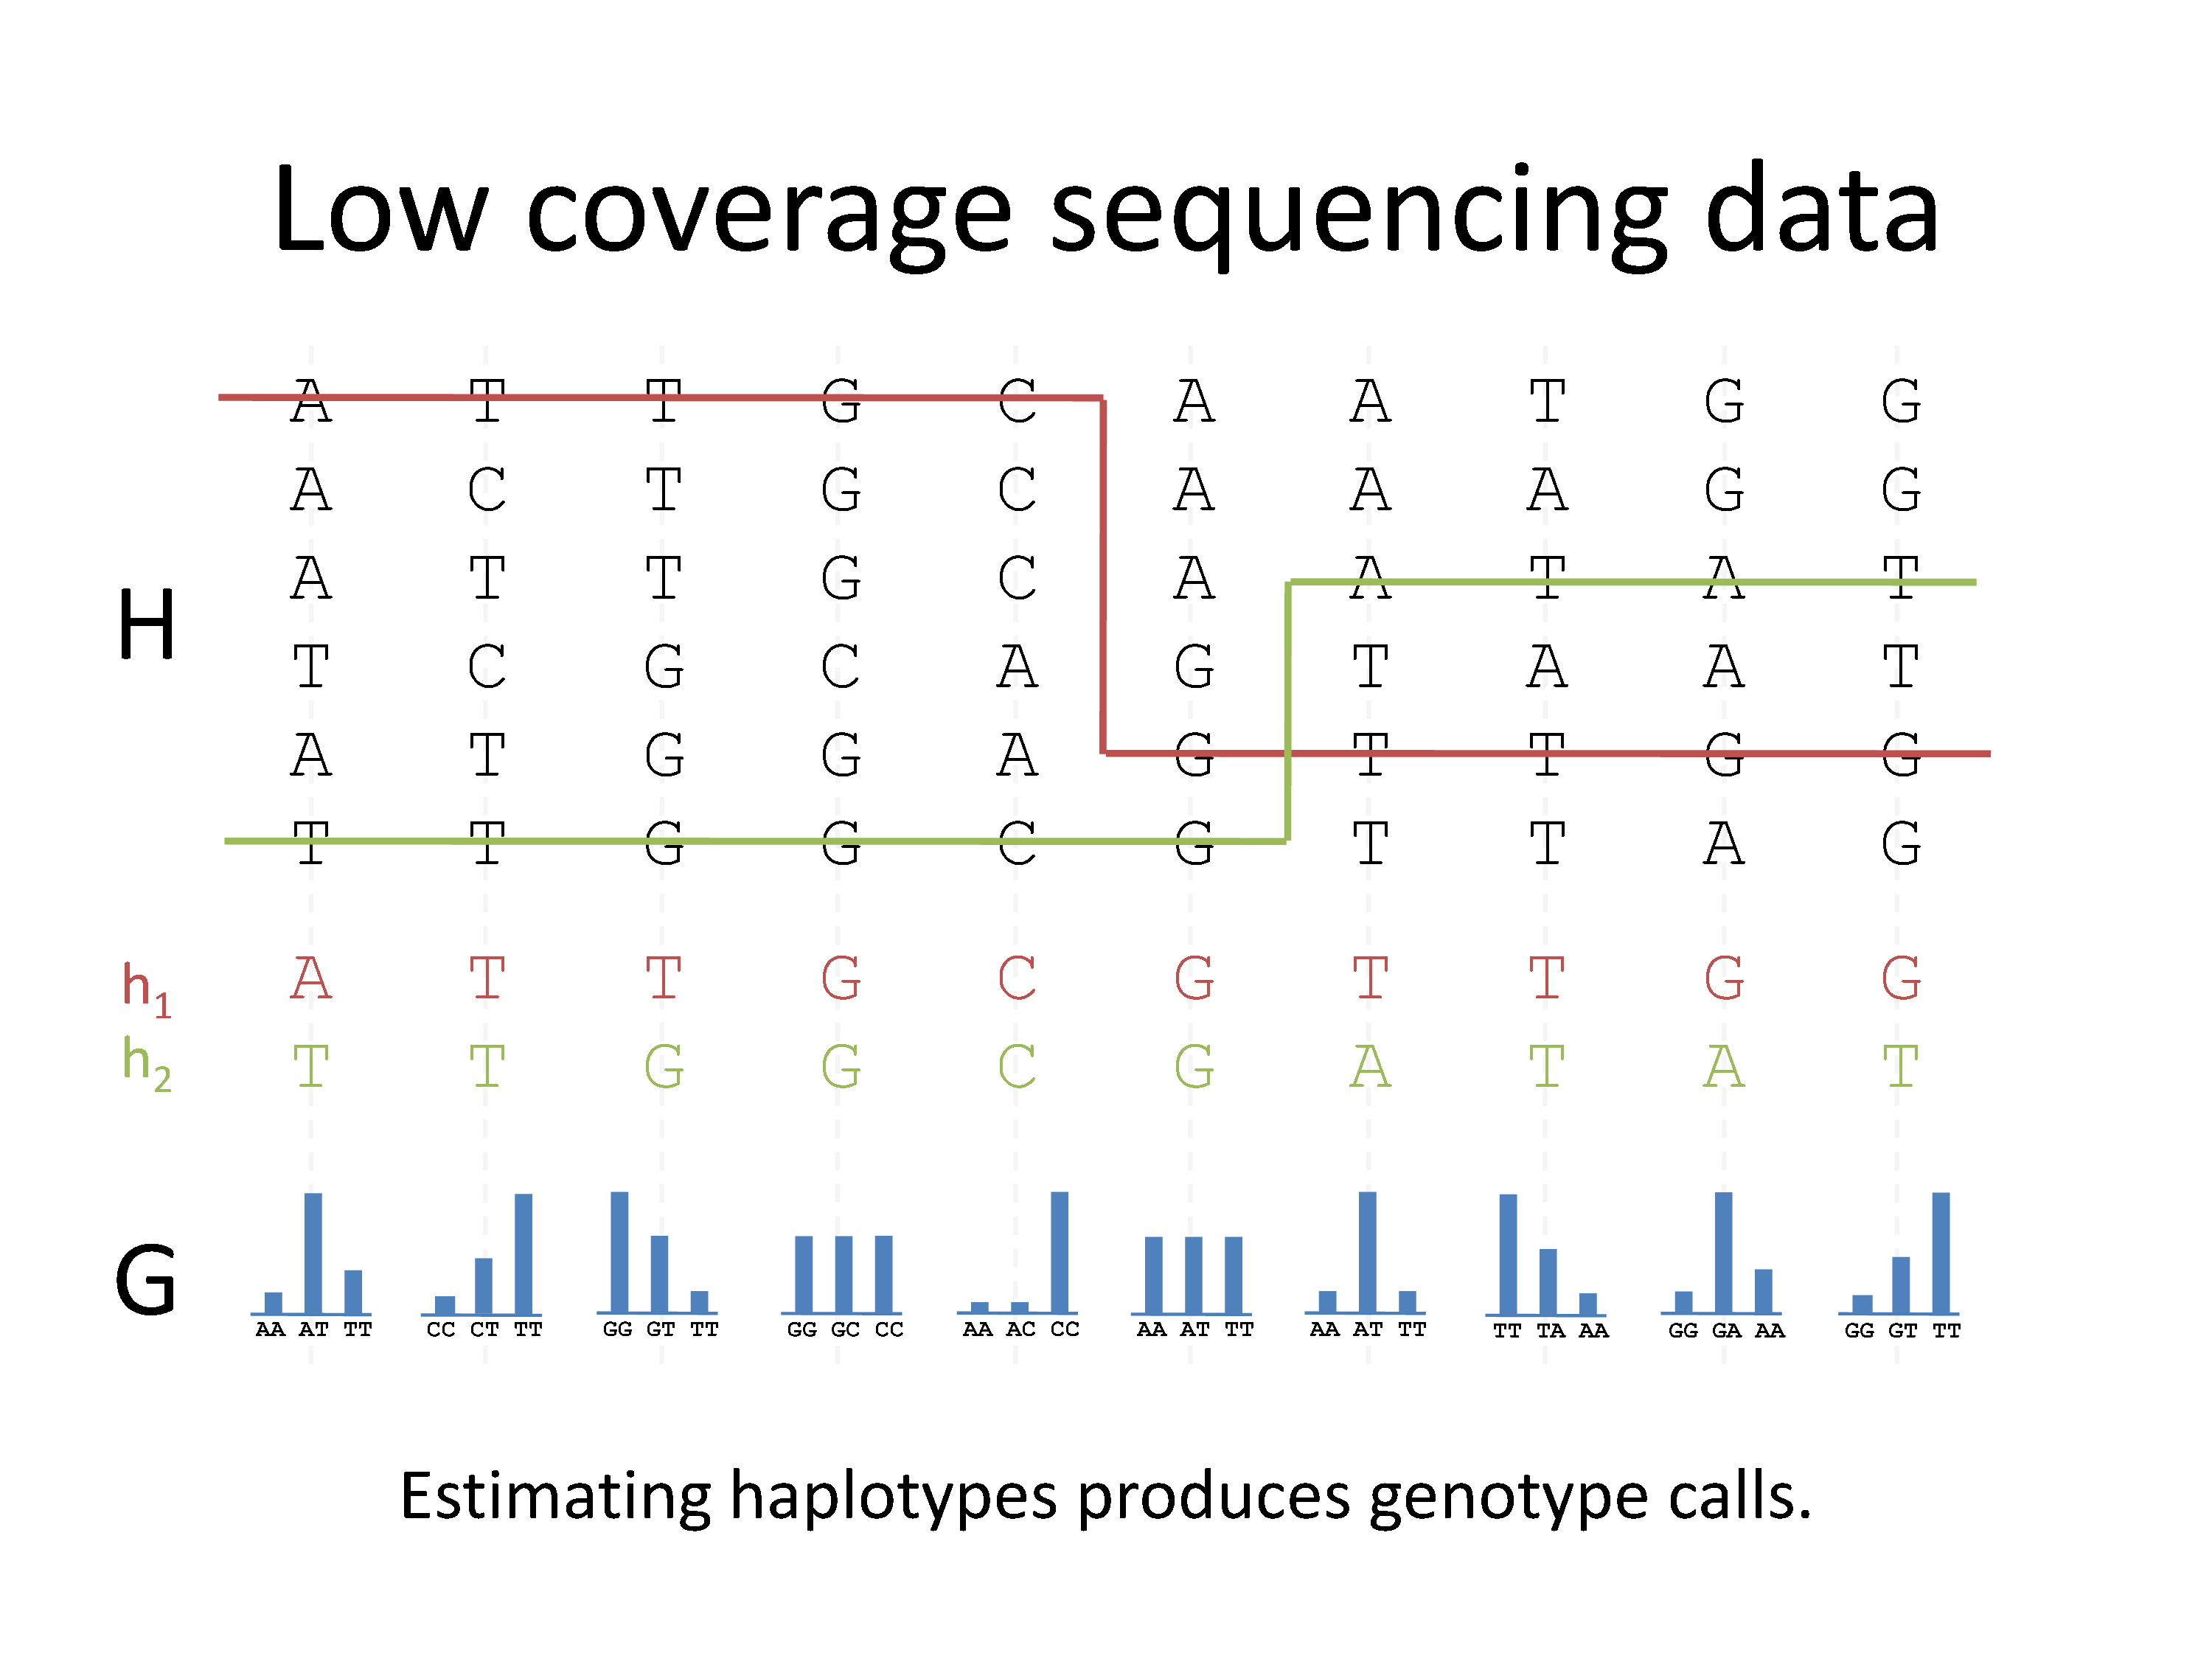 Low coverage sequencing data
A T T G C A A T G G
A C T G C A A A G G
A T T G C A A T A T
H
T C G C A G T A A T
A T G G A G T T G G
T T G G C G T T A G
h1 A T T G C G T T G G
h2 T T G G C G A T A T
G
AA AT TT CC CT TT GG GT TT GG GC CC AA AC CC AA AT TT AA AT TT TT TA AA GG GA AA GG GT TT
Estimating haplotypes produces genotype calls.